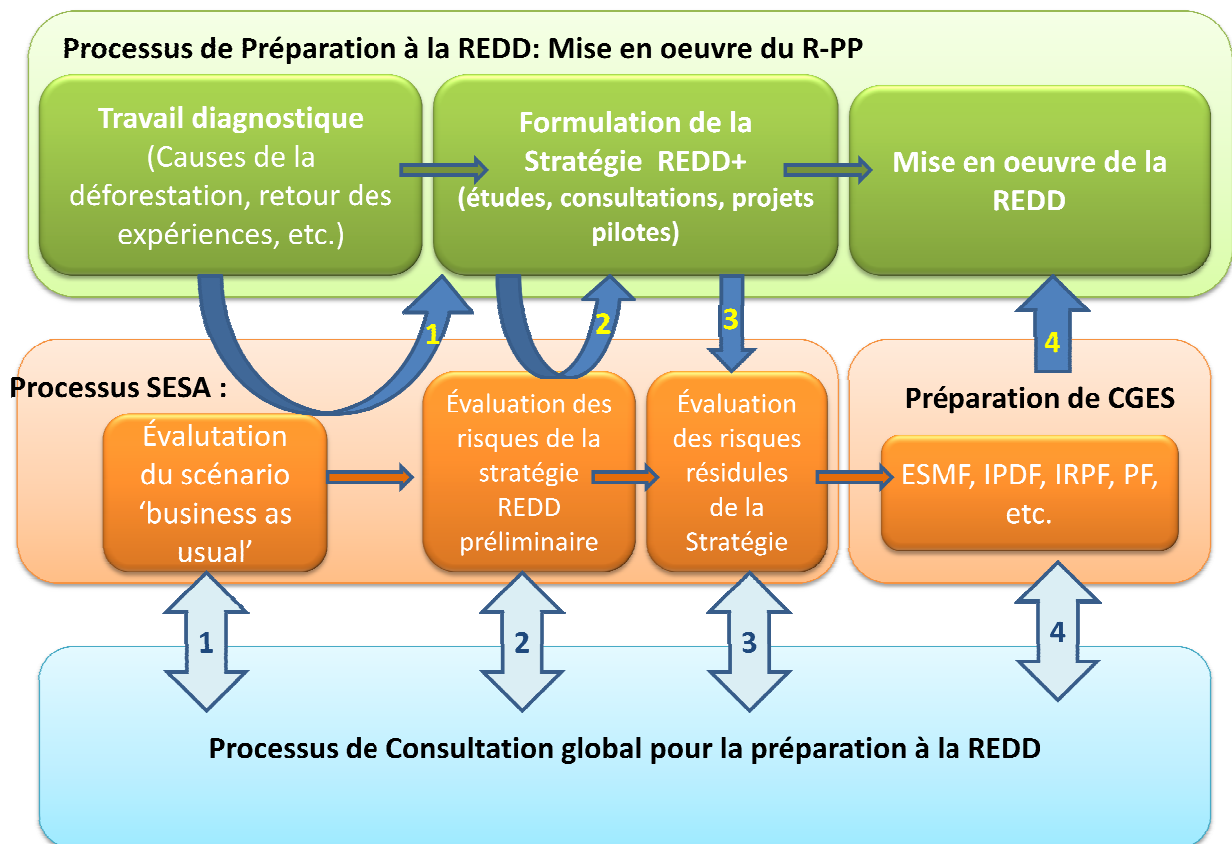 Processus de Préparation à la REDD: Mise en oeuvre du R-PP
Travail diagnostique
(Causes de la
déforestation, retour des
expériences, etc.)
Formulation de la
Stratégie REDD+
(études, consultations, projets
pilotes)
Mise en oeuvre de la
REDD
1
2
3
4
Processus SESA :
Évalutation
du scénario
‘business as
usual’
Évaluation des
risques de la
stratégie
REDD
préliminaire
Évaluation
des risques
résidules
de la
Stratégie
Préparation de CGES
ESMF, IPDF, IRPF, PF,
etc.
1
2
3
4
Processus de Consultation global pour la préparation à la REDD